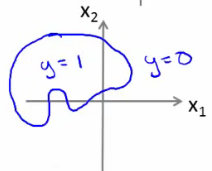 x₂
y = 1
y = 0
x₁